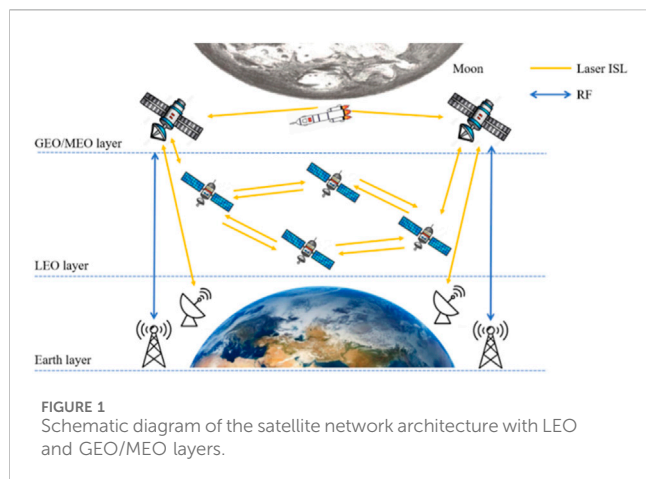 Moon
Laser ISL
RF
GEO/MEO layer
LEO layer
Earth layer
FIGURE 1
Schematic diagram of the satellite network architecture with LEO
and GEO/MEO layers.